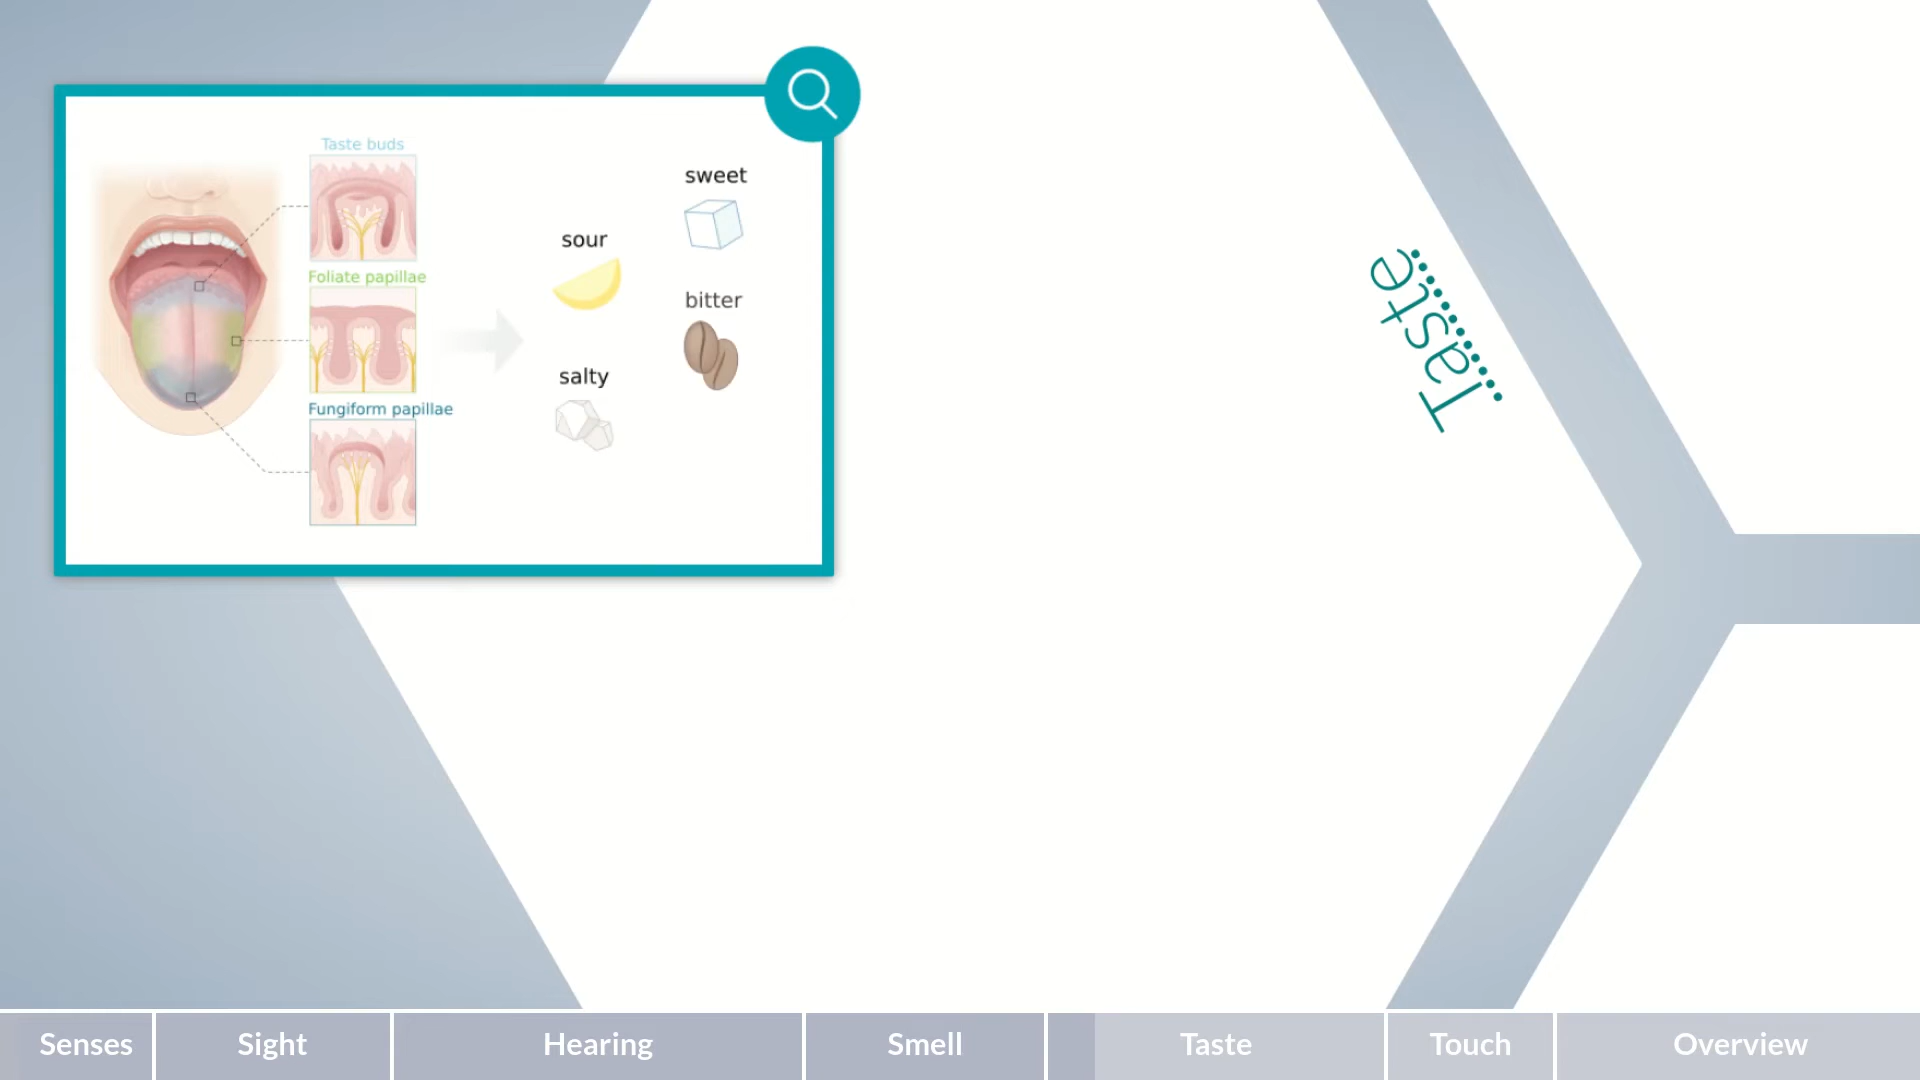 Taste buds
Foliate papillae
Fungiform papillae
sour
salty
sweet
bitter
Taste
Senses
Sight
Hearing
Smell
Taste
Touch
Overview